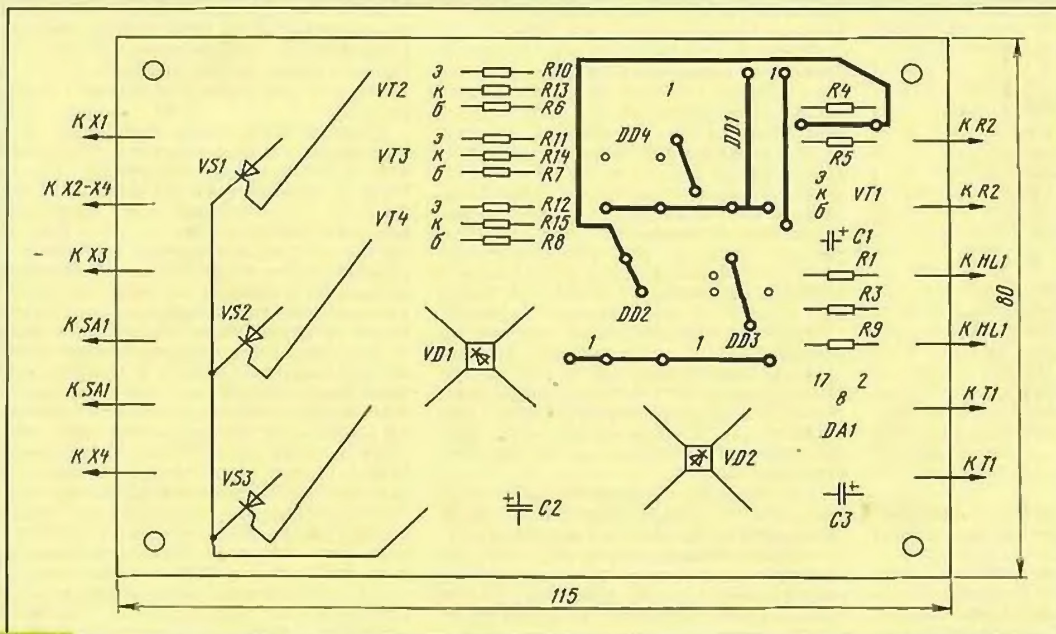 К X1
К X2-X4
К X3
К SA1
К SA1
К X4
VS1
VS2
VS3
VT2
э
к
б
R10
R13
R6
VT3
э
к
б
R11
R14
R7
VT4
э
к
б
R12
R15
R8
VD1
C2
1
DD4
DD1
1
DD2
DD3
1
1
VD2
R4
R5
э
к
б
VT1
+ C1
R1
R3
R9
17 2
8
DA1
+
C3
+
К R2
К R2
К HL1
К HL1
К T1
К T1
80
115